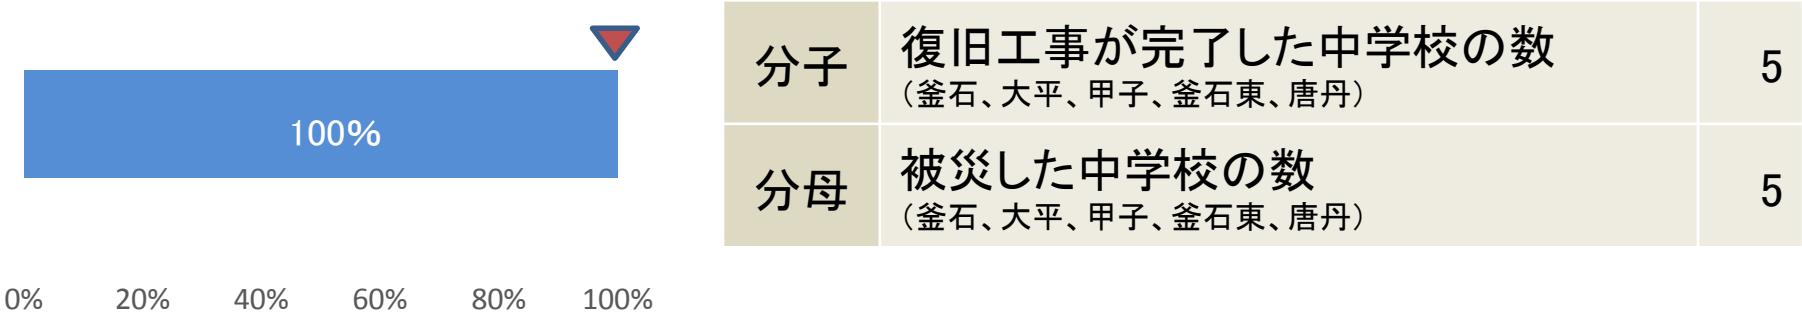 100%
0% 20% 40% 60% 80% 100%
分子 復旧工事が完了した中学校の数 5
（釜石、大平、甲子、釜石東、唐丹）
分母 被災した中学校の数 5
（釜石、大平、甲子、釜石東、唐丹）